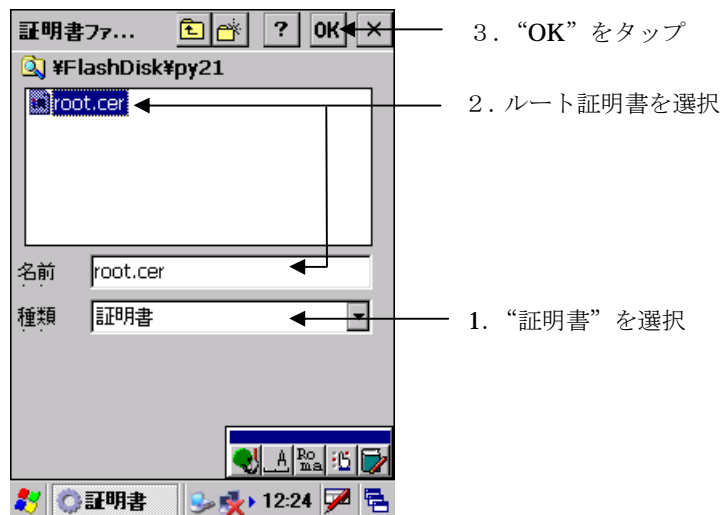 証明書ファ... ? OK ×
３．“OK”をタップ
¥FlashDisk¥py21
root.cer
２. ルート証明書を選択
名前 root.cer
種類 証明書
1. “証明書”を選択
A Ro ma
証明書 12:24